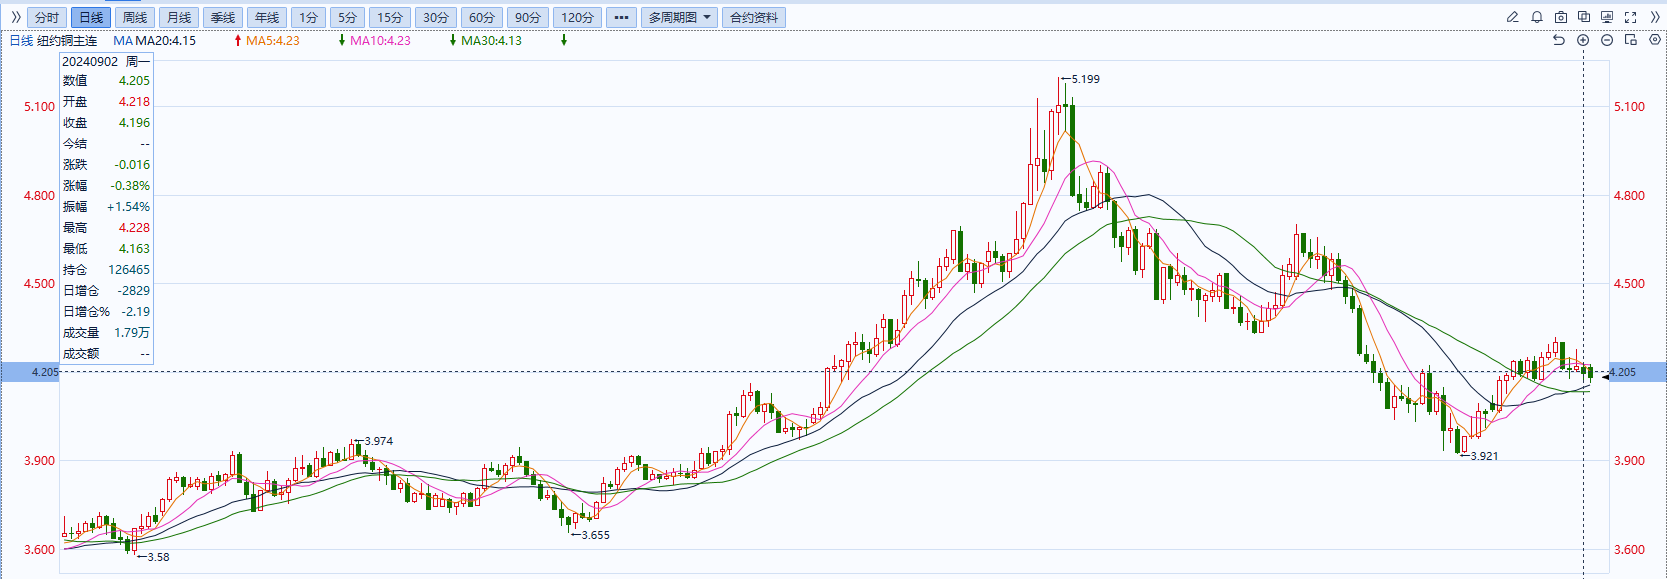 分时 日线 周线 月线 季线 年线 1分 5分 15分 30分 60分 90分 120分 ••• 多周期图 合约资料
日线 纽约铜主连 MA MA20:4.15 MA5:4.23 MA10:4.23 MA30:4.13
20240902 周一
数值 4.205
开盘 4.218
收盘 4.196
今结 --
涨跌 -0.016
涨幅 -0.38%
振幅 +1.54%
最高 4.228
最低 4.163
持仓 126465
日增仓 -2829
日增仓% -2.19
成交量 1.79万
成交额 --
5.199
5.100 5.100
4.800 4.800
4.500 4.500
4.205 4.205
3.974
3.921
3.900 3.900
3.655
3.58
3.600 3.600